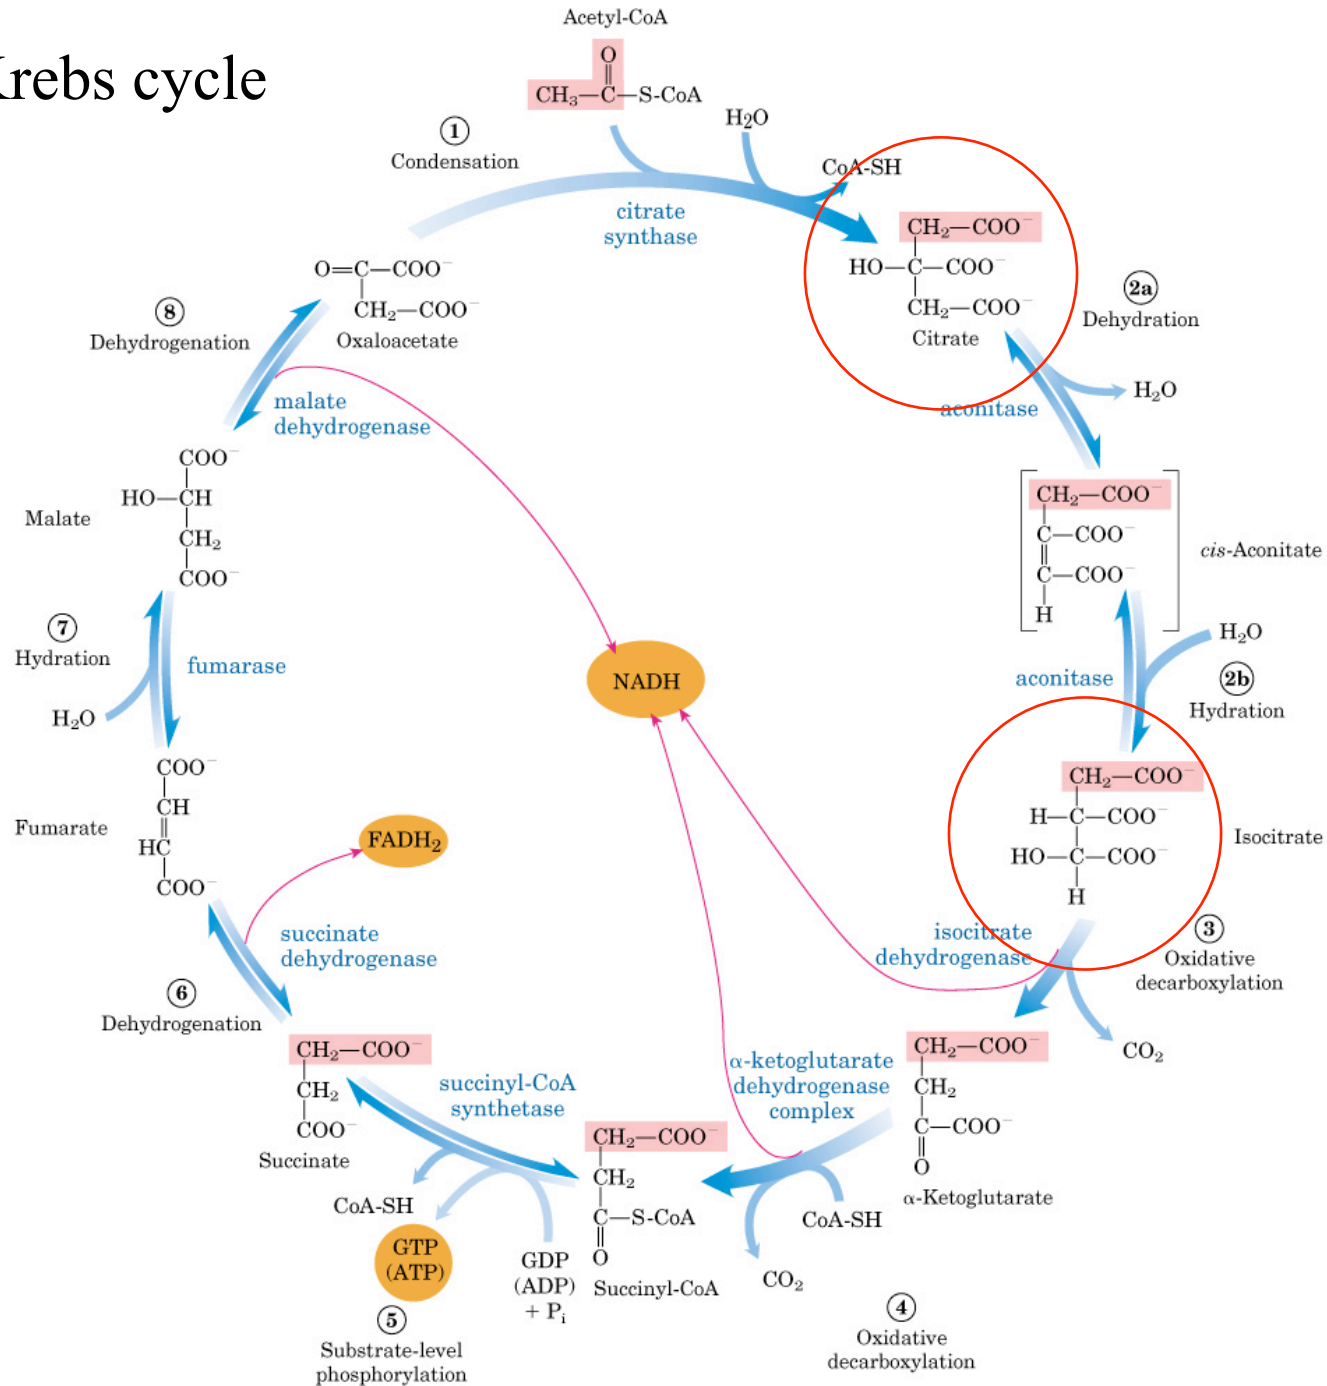 Krebs cycle
Acetyl-CoA
O
CH₃—C—S-CoA
H₂O
① 
Condensation
CoA-SH
citrate
synthase
CH₂—COO⁻
HO—C—COO⁻
CH₂—COO⁻
Citrate
2a
Dehydration
H₂O
aconitase
CH₂—COO⁻
C—COO⁻
C—COO⁻
H
cis-Aconitate
H₂O
aconitase
2b
Hydration
CH₂—COO⁻
H—C—COO⁻
HO—C—COO⁻
H
Isocitrate
isocitrate
dehydrogenase
③
Oxidative
decarboxylation
CO₂
CH₂—COO⁻
CH₂
C—COO⁻
O
α-Ketoglutarate
α-ketoglutarate
dehydrogenase
complex
CoA-SH
CO₂
④
Oxidative
decarboxylation
CH₂—COO⁻
CH₂
C—S-CoA
O
Succinyl-CoA
succinyl-CoA
synthetase
GDP
(ADP)
+ Pᵢ
CoA-SH
GTP
(ATP)
⑤
Substrate-level
phosphorylation
CH₂—COO⁻
CH₂
COO⁻
Succinate
⑥
Dehydrogenation
succinate
dehydrogenase
FADH₂
COO⁻
CH
HC
COO⁻
Fumarate
⑦
Hydration
H₂O
fumarase
COO⁻
HO—CH
CH₂
COO⁻
Malate
⑧
Dehydrogenation
malate
dehydrogenase
O=C—COO⁻
CH₂—COO⁻
Oxaloacetate
NADH